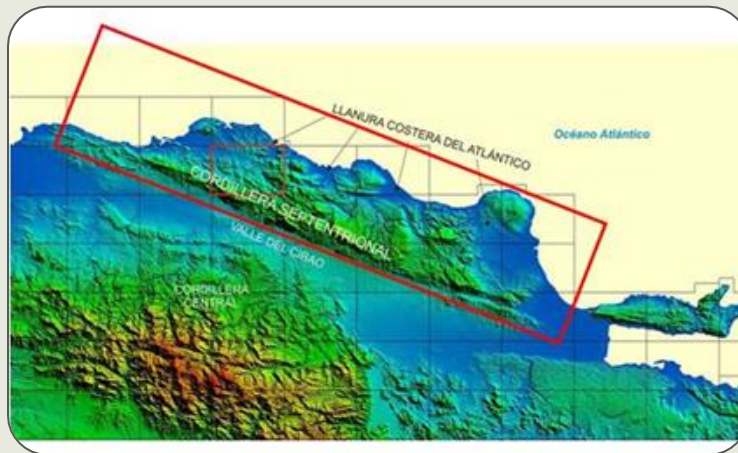 LLANURA COSTERA DEL ATLÁNTICO
Océano Atlántico
CORDILLERA SEPTENTRIONAL
VALLE DEL CIBAO
CORDILLERA
CENTRAL